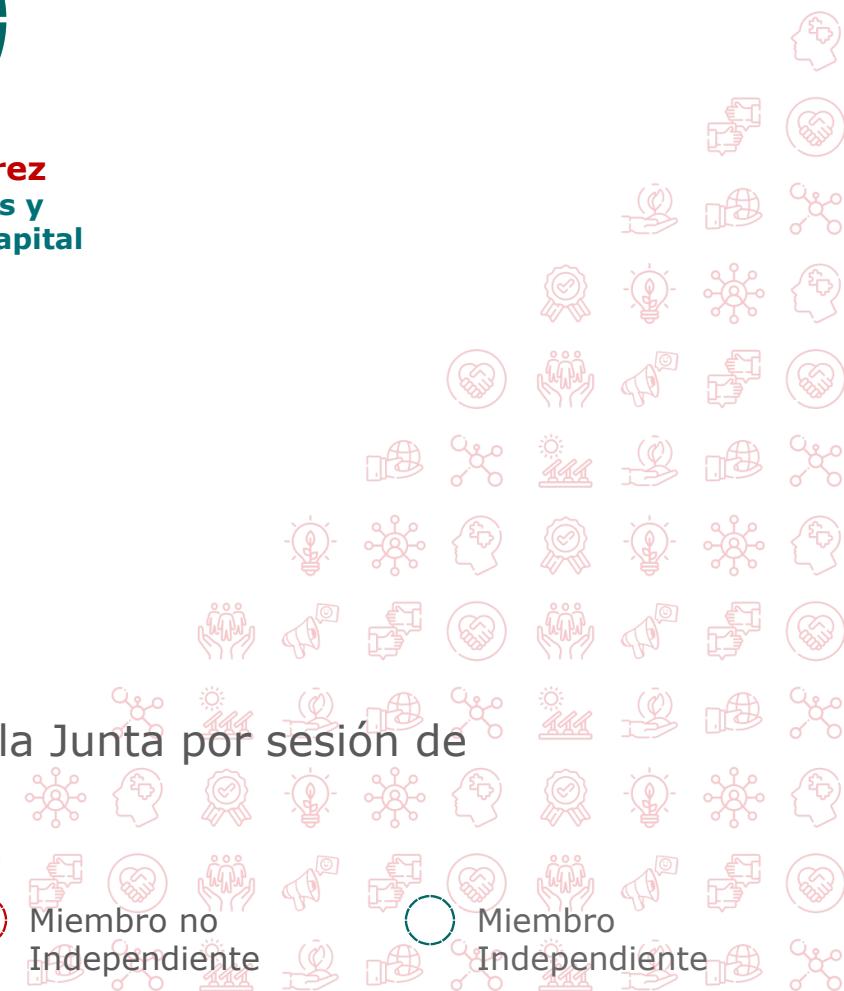 rez
s y
apital
la Junta por sesión de
Miembro no
Independiente
Miembro
Independiente